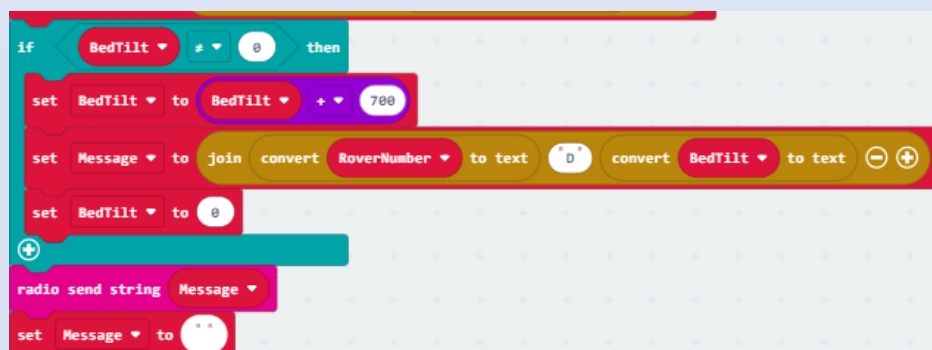 if BedTilt ≠ 0 then
set BedTilt to BedTilt + 700
set Message to join convert RoverNumber to text "D" convert BedTilt to text
set BedTilt to 0
radio send string Message
set Message to " "